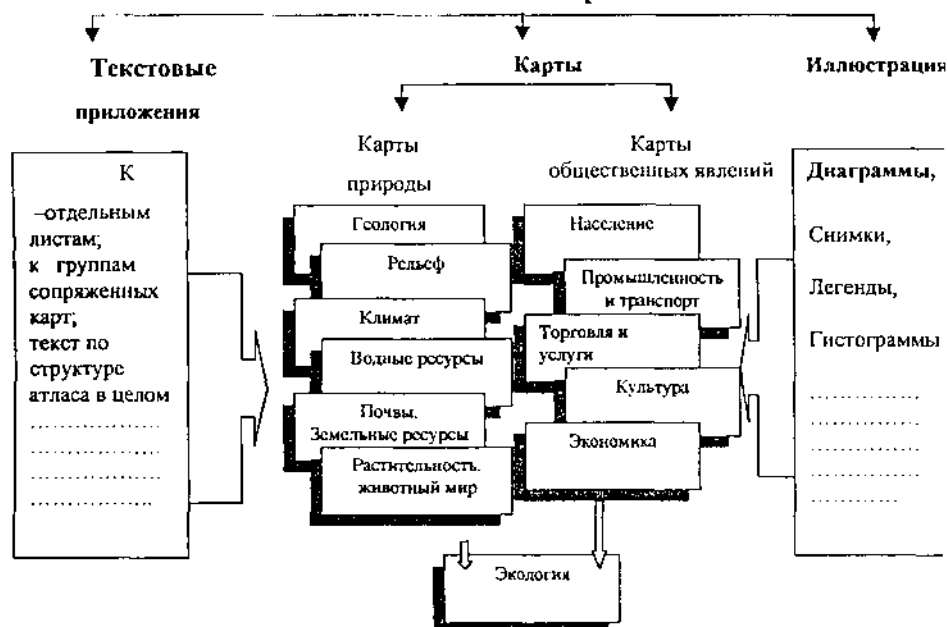 Текстовые
приложения
Карты
Иллюстрация
К
–отдельным
листам;
к группам
сопряженных
карт;
текст по
структуре
атласа в целом
....................
....................
....................
....................
Карты
природы
Геология
Рельеф
Климат
Водные ресурсы
Почвы.
Земельные ресурсы
Растительность.
животный мир
Карты
общественных явлений
Население
Промышленность
и транспорт
Торговля и
услуги
Культура
Экономика
Экология
Диаграммы,
Снимки,
Легенды,
Гистограммы
....................
....................
....................
....................
....................